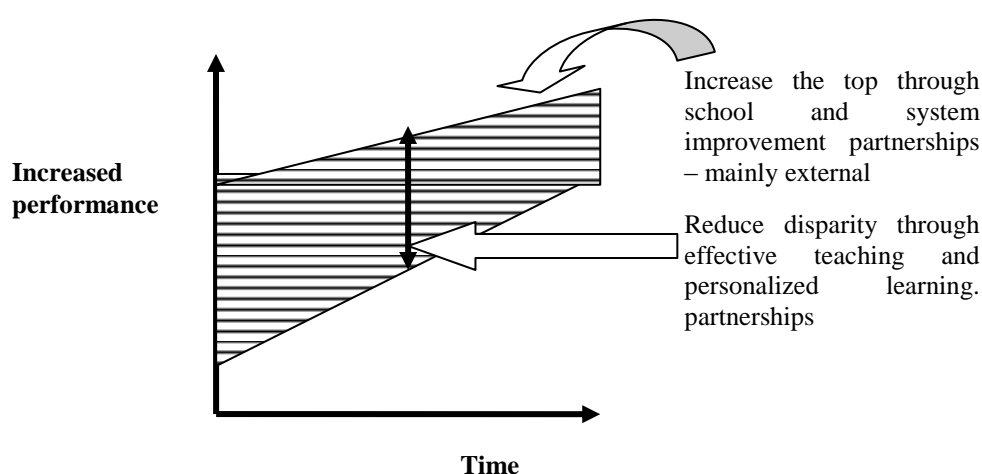 Increase the top through
school and system
improvement partnerships
– mainly external
Increased
performance
Reduce disparity through
effective teaching and
personalized learning.
partnerships
Time